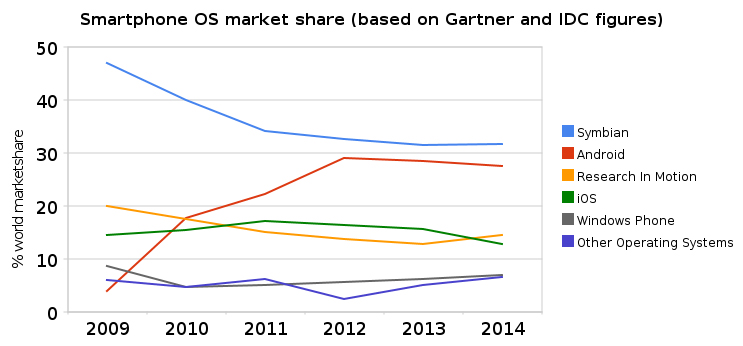 Smartphone OS market share (based on Gartner and IDC figures)
% world marketshare
50
40
30
20
10
0
2009 2010 2011 2012 2013 2014
Symbian
Android
Research In Motion
iOS
Windows Phone
Other Operating Systems